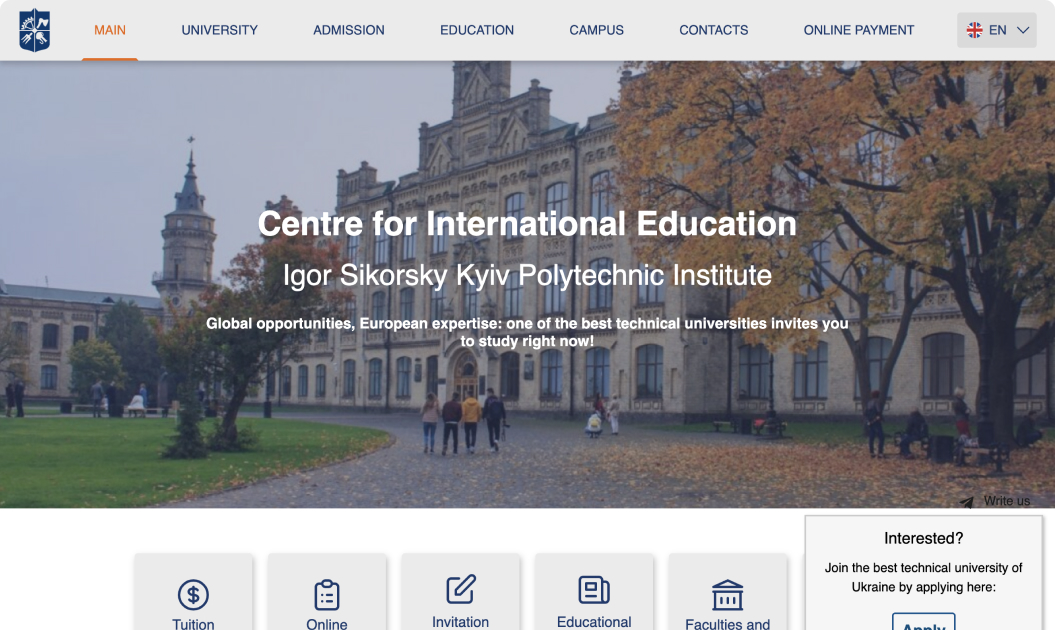 MAIN
UNIVERSITY
ADMISSION
EDUCATION
CAMPUS
CONTACTS
ONLINE PAYMENT
EN
Centre for International Education
Igor Sikorsky Kyiv Polytechnic Institute
Global opportunities, European expertise: one of the best technical universities invites you
to study right now!
Write us
Interested?
Join the best technical university of
Ukraine by applying here:
Apply
Tuition
Online
Invitation
Educational
Faculties and